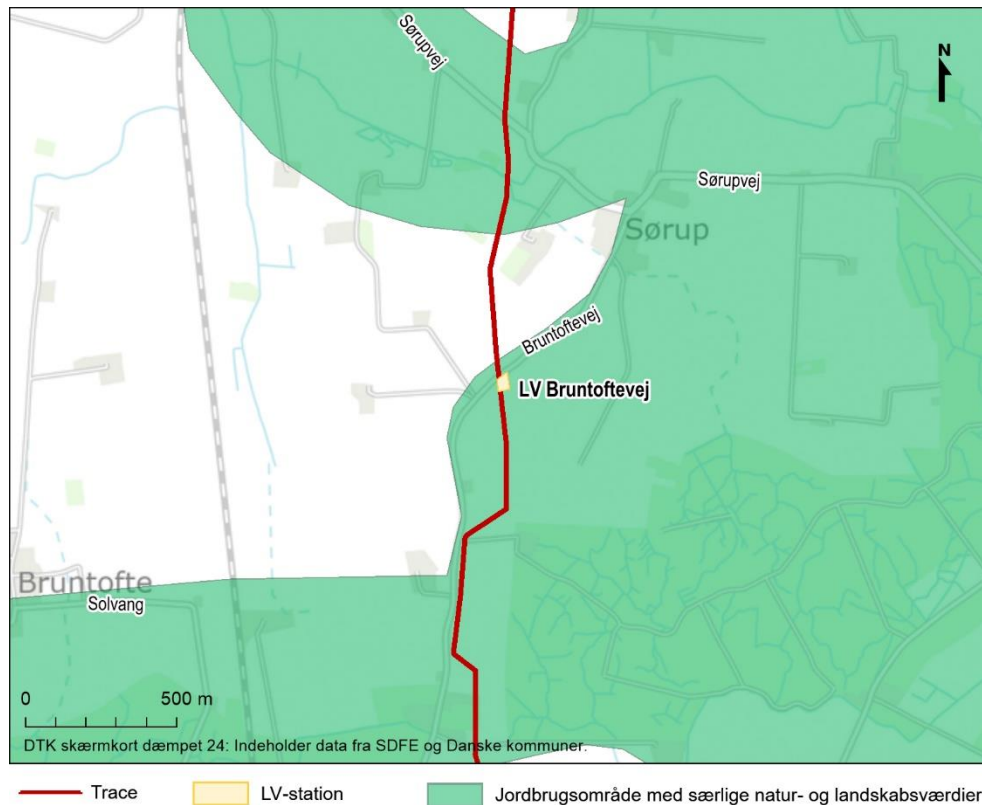 Sørupvej
N
Sørupvej
Sørup
Bruntoftevej
LV Bruntoftevej
Bruntofte
Solvang
0 500 m
DTK skærmkort dæmpet 24: Indeholder data fra SDFE og Danske kommuner.
Trace LV-station Jordbrugsområde med særlige natur- og landskabsværdier